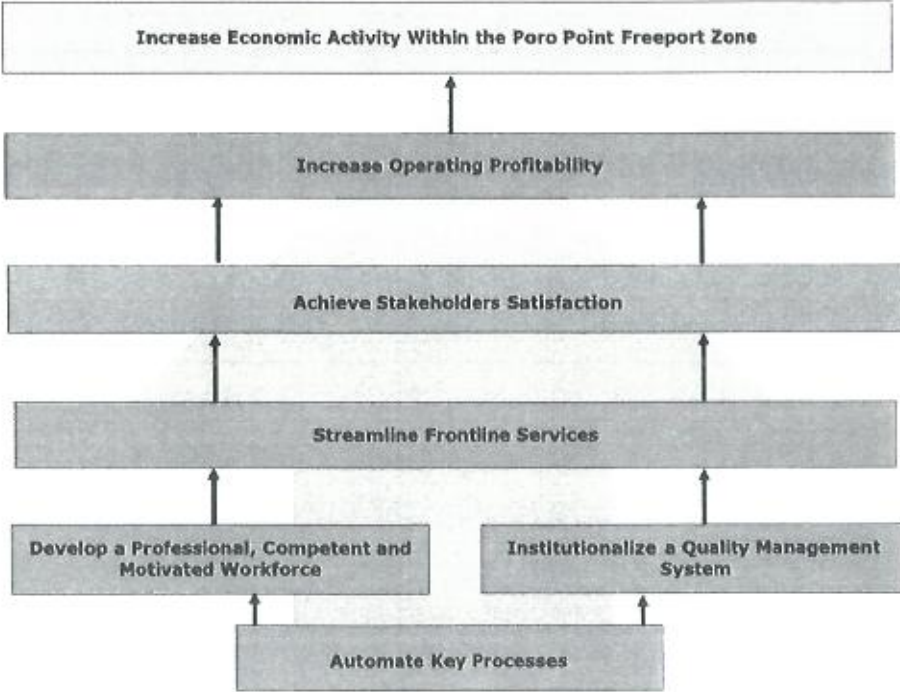 Increase Economic Activity Within the Poro Point Freeport Zone
Increase Operating Profitability
Achieve Stakeholders Satisfaction
Streamline Frontline Services
Develop a Professional, Competent and
Motivated Workforce
Institutionalize a Quality Management
System
Automate Key Processes